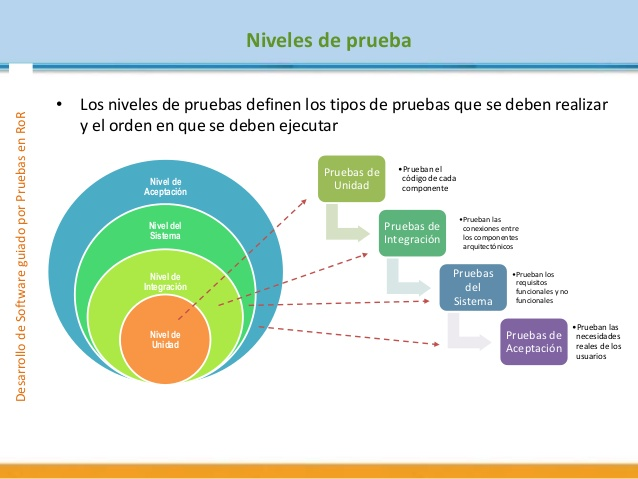 Niveles de prueba
Desarrollo de Software guiado por Pruebas en RoR
• Los niveles de pruebas definen los tipos de pruebas que se deben realizar
y el orden en que se deben ejecutar
Nivel de
Aceptación
Nivel del
Sistema
Nivel de
Integración
Nivel de
Unidad
Pruebas de
Unidad
•Prueban el
código de cada
componente
Pruebas de
Integración
•Prueban las
conexiones entre
los componentes
arquitectónicos
Pruebas
del
Sistema
•Prueban los
requisitos
funcionales y no
funcionales
Pruebas de
Aceptación
•Prueban las
necesidades
reales de los
usuarios